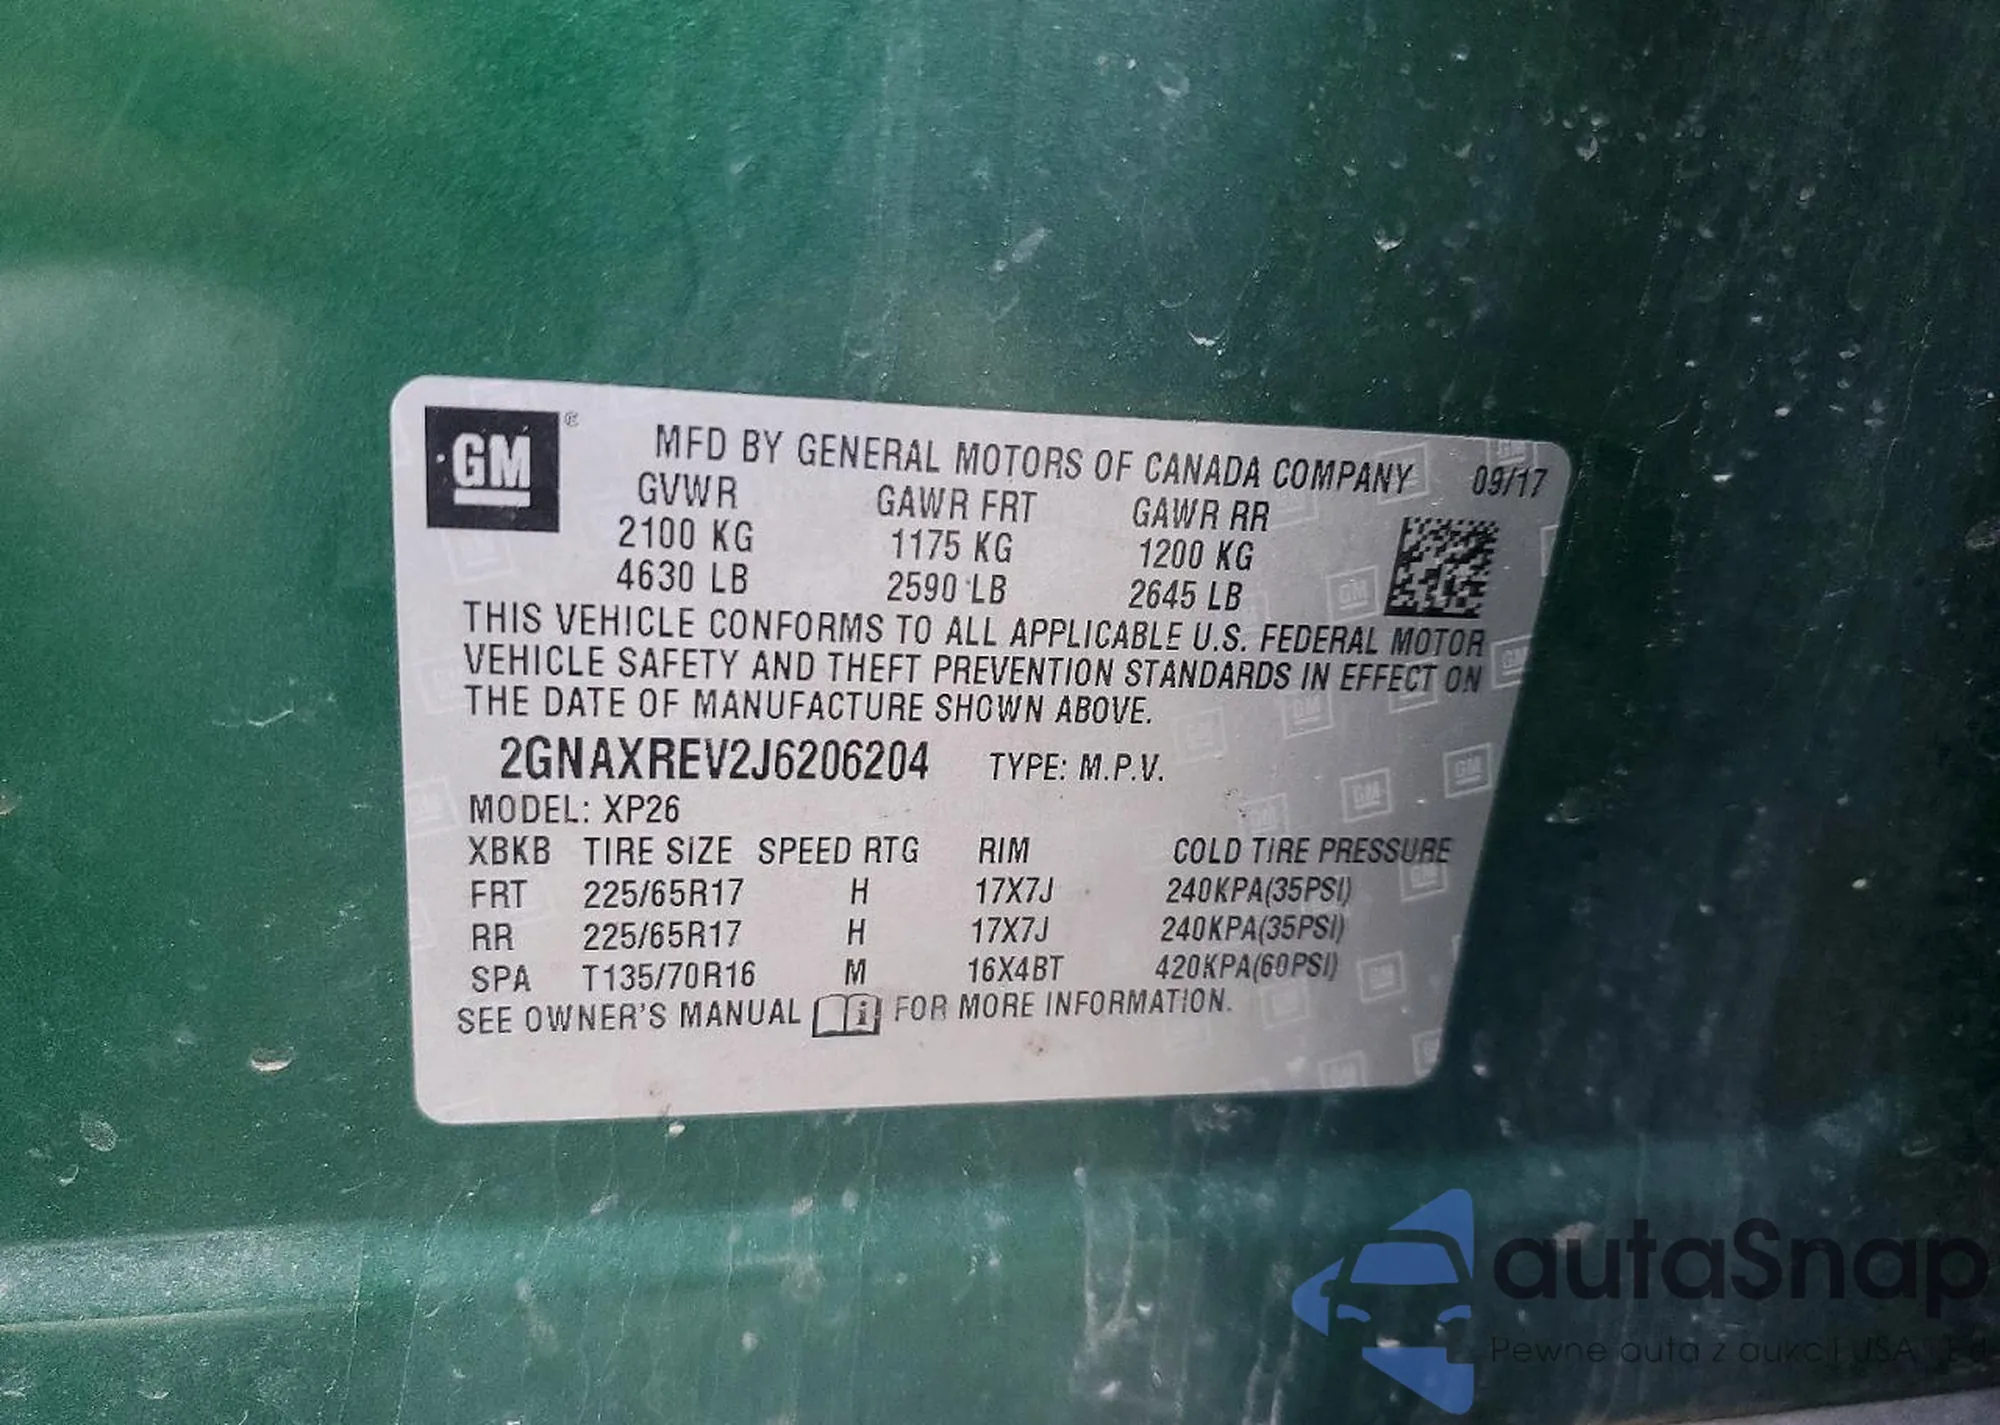 GM ®
MFD BY GENERAL MOTORS OF CANADA COMPANY 09/17
GVWR GAWR FRT GAWR RR
2100 KG 1175 KG 1200 KG
4630 LB 2590 LB 2645 LB
THIS VEHICLE CONFORMS TO ALL APPLICABLE U.S. FEDERAL MOTOR
VEHICLE SAFETY AND THEFT PREVENTION STANDARDS IN EFFECT ON
THE DATE OF MANUFACTURE SHOWN ABOVE.
2GNAXREV2J6206204 TYPE: M.P.V.
MODEL: XP26
XBKB TIRE SIZE SPEED RTG RIM COLD TIRE PRESSURE
FRT 225/65R17 H 17X7J 240KPA(35PSI)
RR 225/65R17 H 17X7J 240KPA(35PSI)
SPA T135/70R16 M 16X4BT 420KPA(60PSI)
SEE OWNER'S MANUAL i FOR MORE INFORMATION.
autaSnap
Pewne auta z aukcji USA